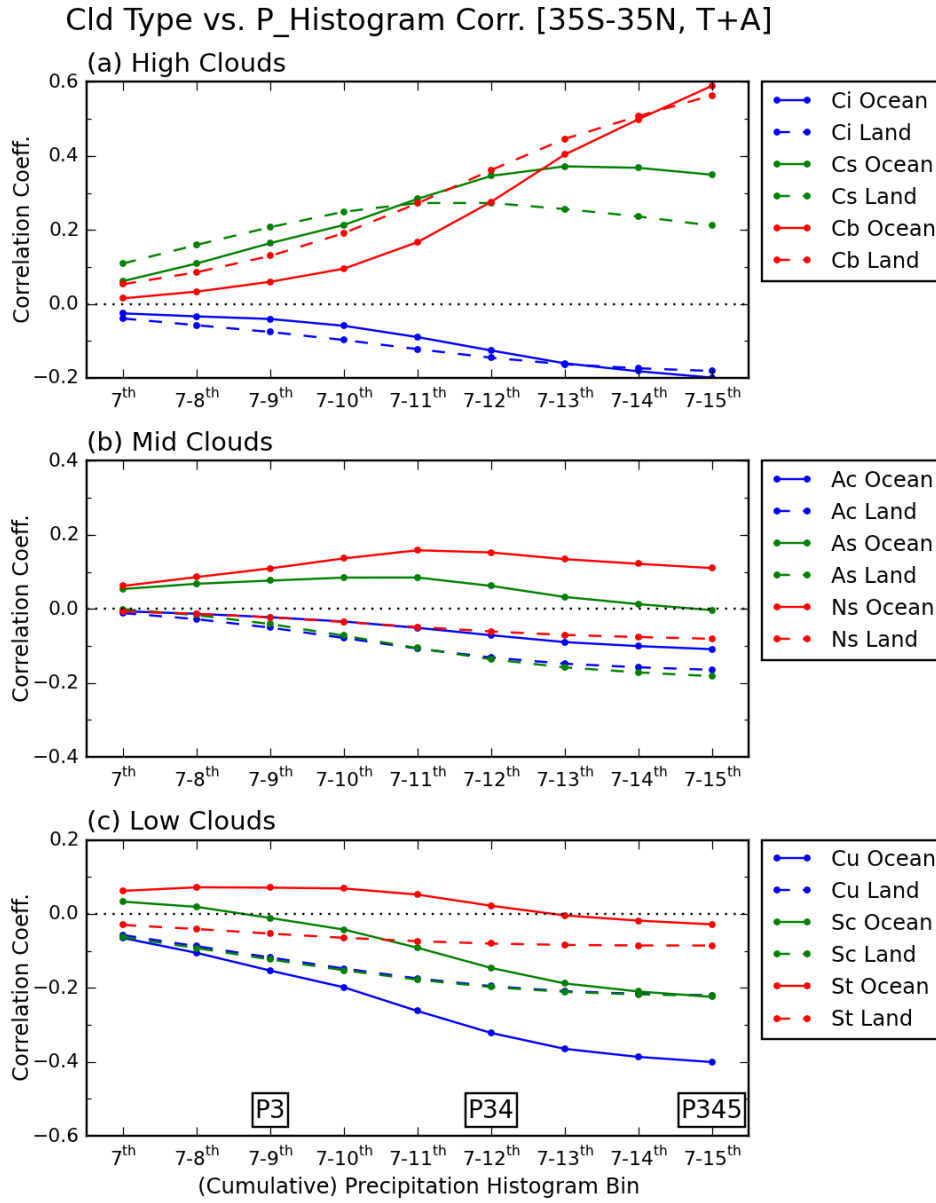 Cld Type vs. P_Histogram Corr. [35S-35N, T+A]
(a) High Clouds
0.6
0.4
0.2
0.0
−0.2
Correlation Coeff.
7th 7-8th 7-9th 7-10th 7-11th 7-12th 7-13th 7-14th 7-15th
Ci Ocean
Ci Land
Cs Ocean
Cs Land
Cb Ocean
Cb Land
(b) Mid Clouds
0.4
0.2
0.0
−0.2
−0.4
Correlation Coeff.
7th 7-8th 7-9th 7-10th 7-11th 7-12th 7-13th 7-14th 7-15th
Ac Ocean
Ac Land
As Ocean
As Land
Ns Ocean
Ns Land
(c) Low Clouds
0.2
0.0
−0.2
−0.4
−0.6
Correlation Coeff.
P3 P34 P345
7th 7-8th 7-9th 7-10th 7-11th 7-12th 7-13th 7-14th 7-15th
(Cumulative) Precipitation Histogram Bin
Cu Ocean
Cu Land
Sc Ocean
Sc Land
St Ocean
St Land